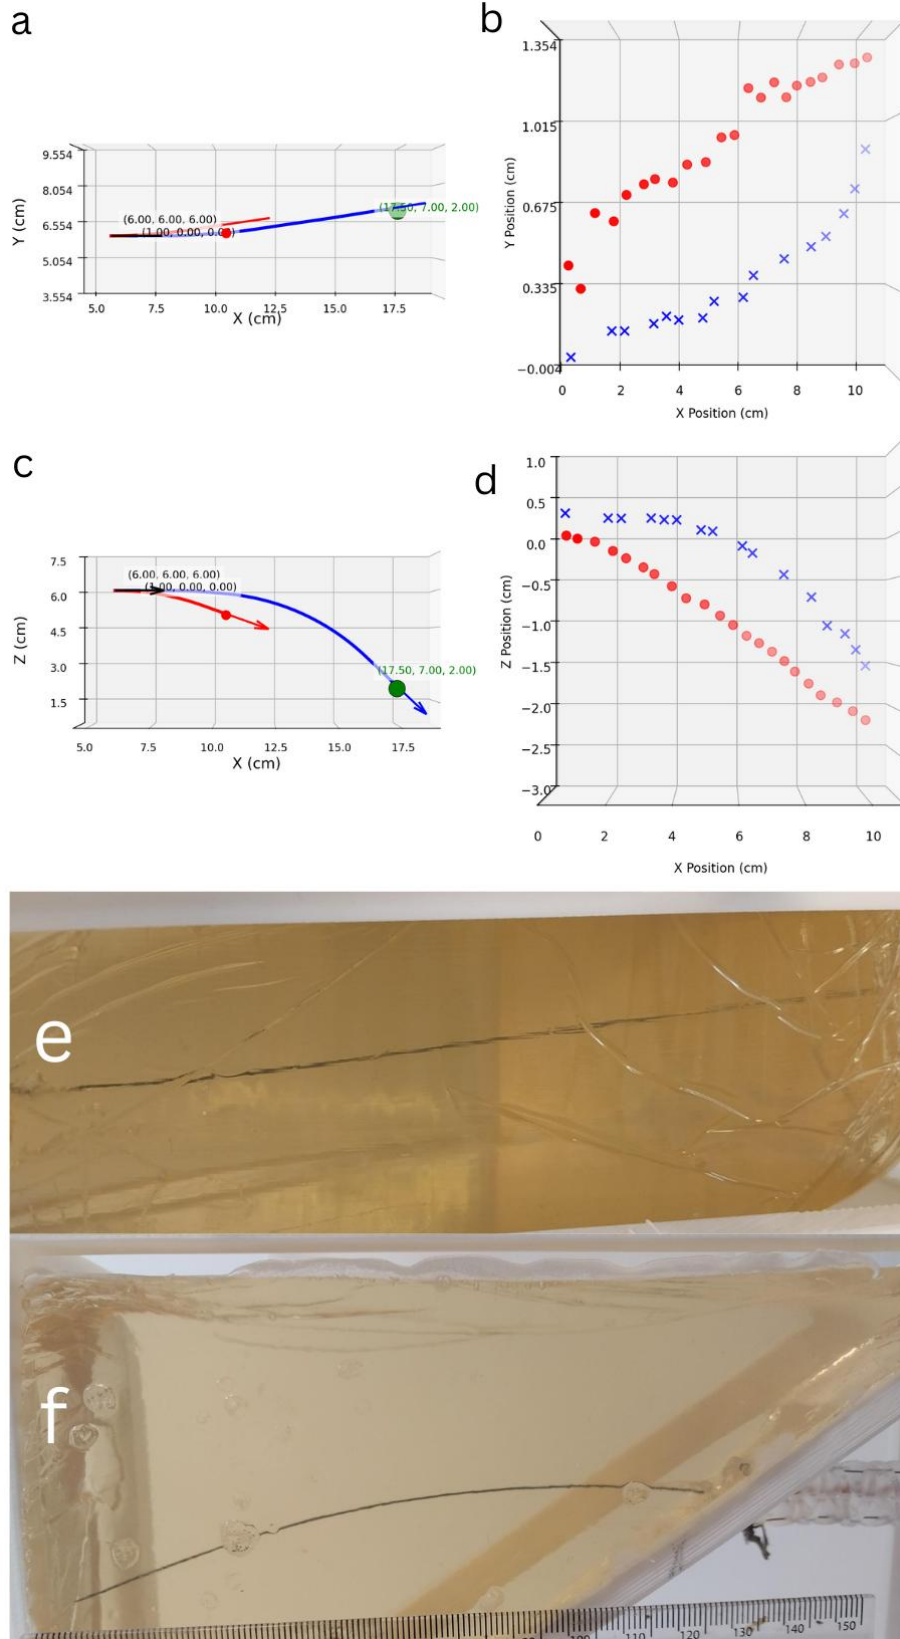 a
9.554
8.054
6.554
5.054
3.554
Y (cm)
(6.00, 6.00, 6.00)
(17.50, 7.00, 2.00)
5.0 7.5 10.0 12.5 15.0 17.5
X (cm)
b
1.354
1.015
0.675
0.335
−0.004
Y Position (cm)
0 2 4 6 8 10
X Position (cm)
c
7.5
6.0
4.5
3.0
1.5
Z (cm)
(6.00, 6.00, 6.00)
(1.00, 0.00, 0.00)
(17.50, 7.00, 2.00)
5.0 7.5 10.0 12.5 15.0 17.5
X (cm)
d
1.0
0.5
0.0
−0.5
−1.0
−1.5
−2.0
−2.5
−3.0
Z Position (cm)
0 2 4 6 8 10
X Position (cm)
e
f
110 120 130 140 150